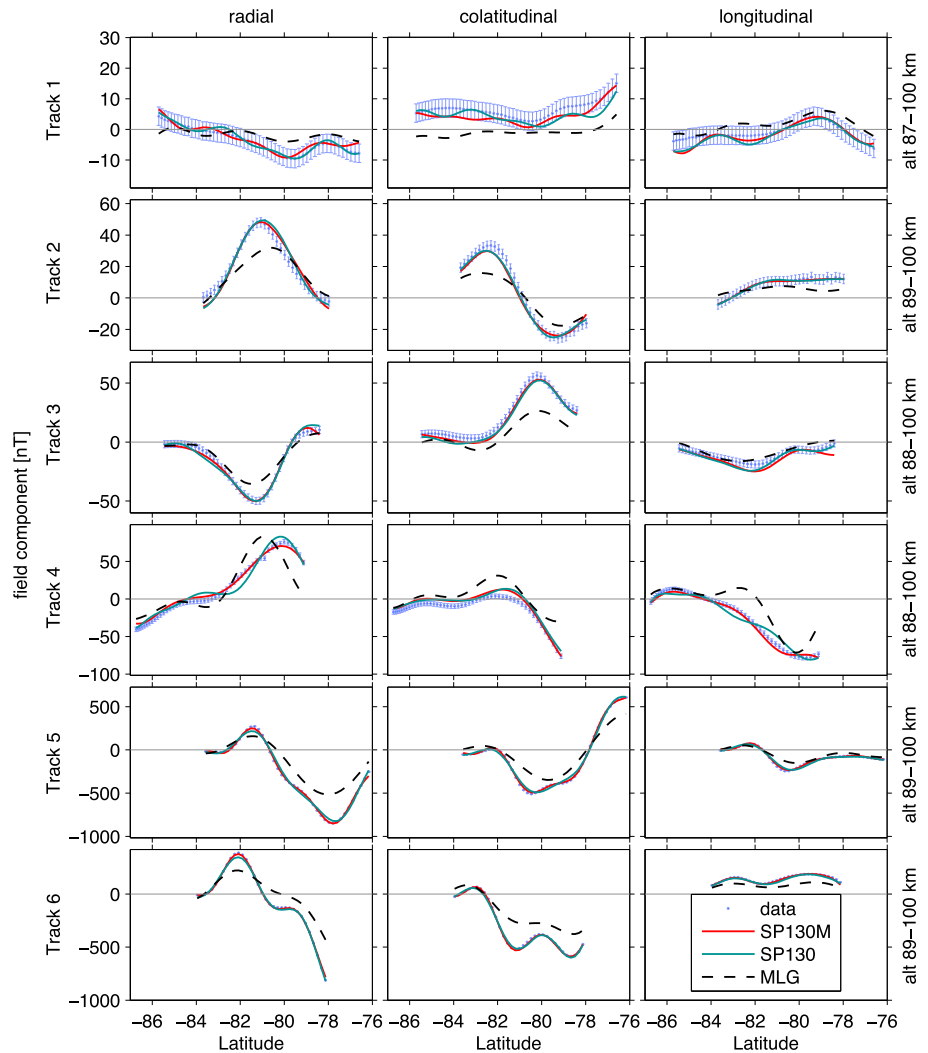 radial colatitudinal longitudinal
field component [nT]
Track 1
30
20
10
0
−10
alt 87−100 km
Track 2
60
40
20
0
−20
alt 89−100 km
Track 3
50
0
−50
alt 88−100 km
Track 4
50
0
−50
−100
alt 88−100 km
Track 5
500
0
−500
−1000
alt 89−100 km
Track 6
0
−500
−1000
alt 89−100 km
data
SP130M
SP130
MLG
−86 −84 −82 −80 −78 −76 −86 −84 −82 −80 −78 −76 −86 −84 −82 −80 −78 −76
Latitude Latitude Latitude